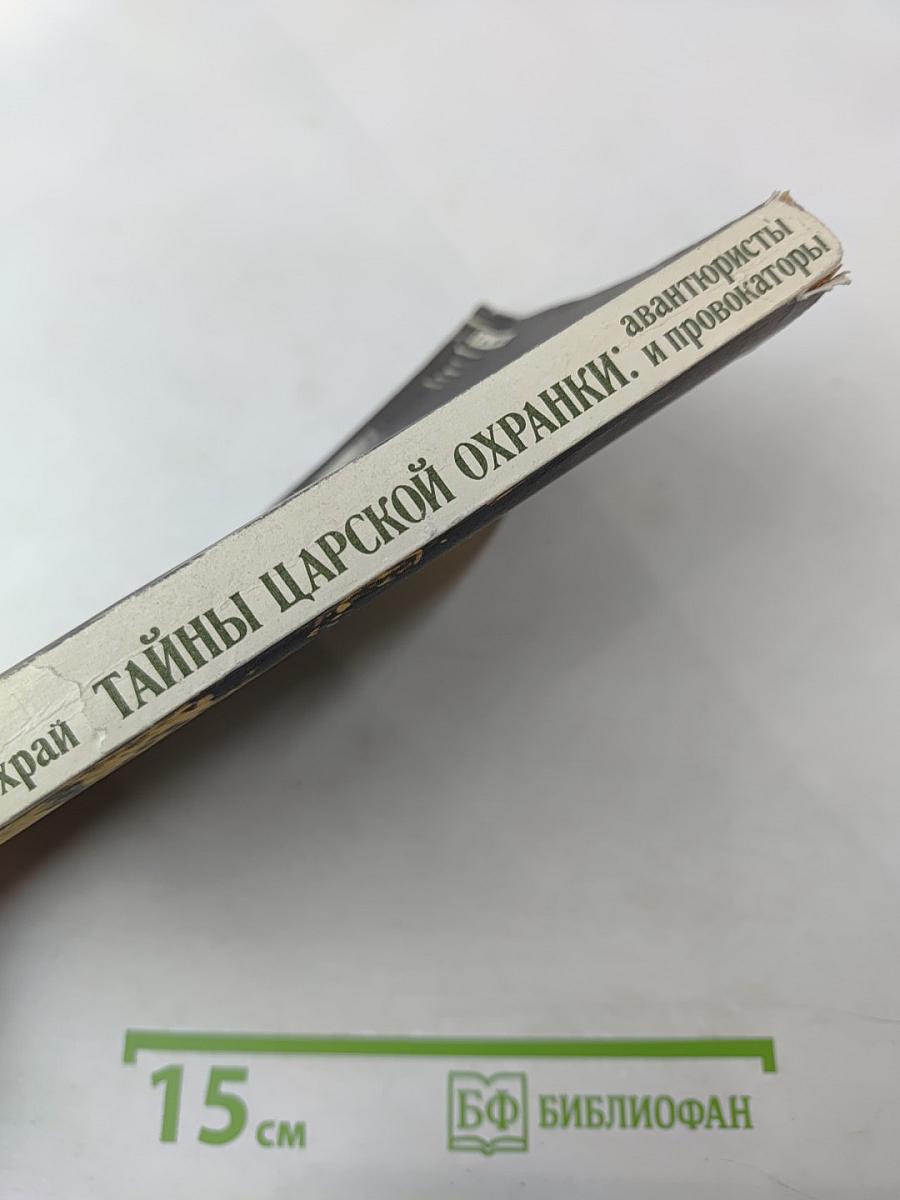 храй ТАЙНЫ ЦАРСКОЙ ОХРАНКИ: авантюристы
и провокаторы
15 см
БФ БИБЛИОФАН